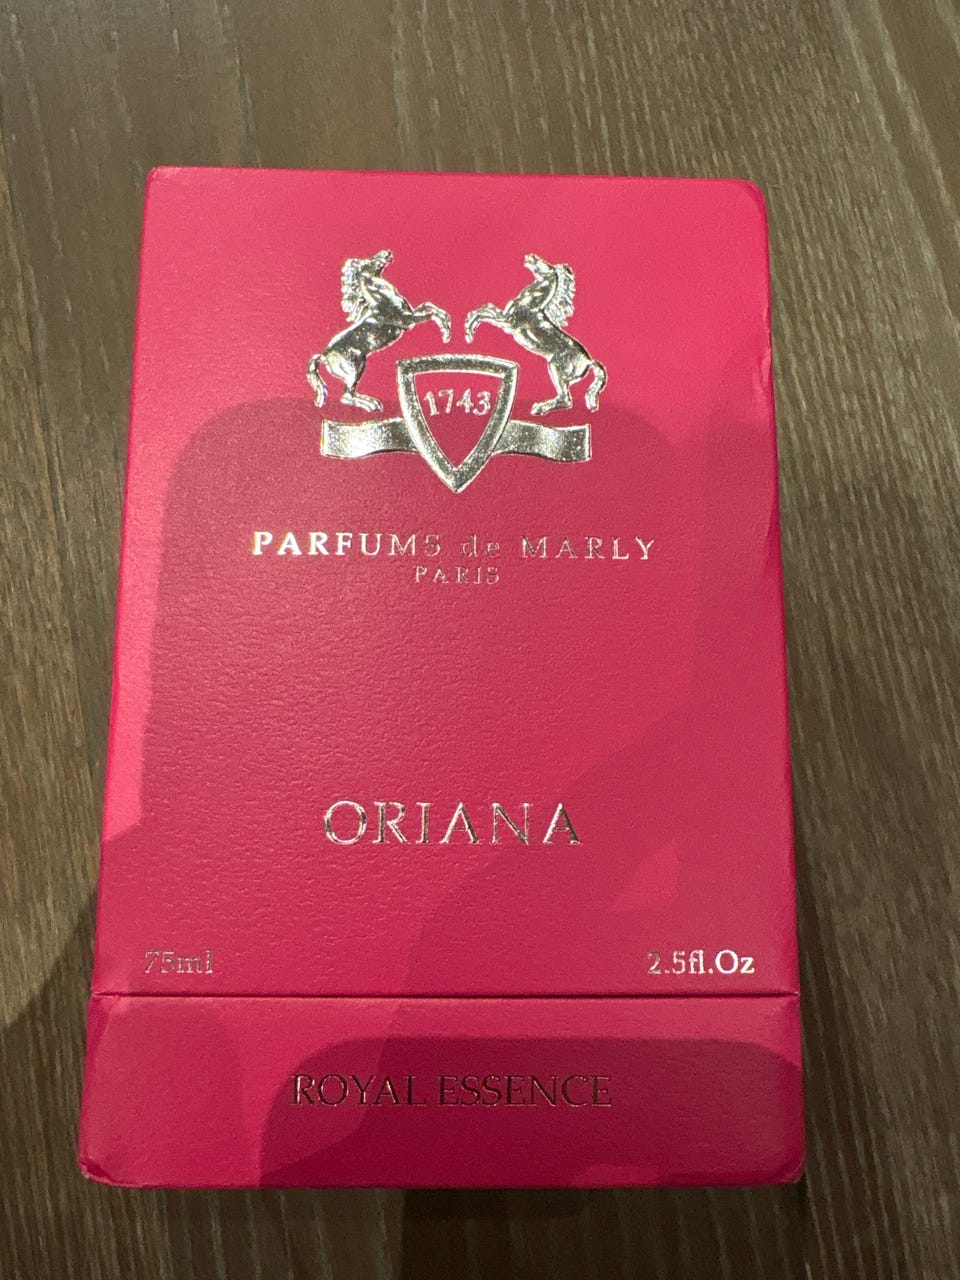 1743
PARFUMS de MARLY
PARIS
ORIANA
75ml 2.5fl.Oz
ROYAL ESSENCE